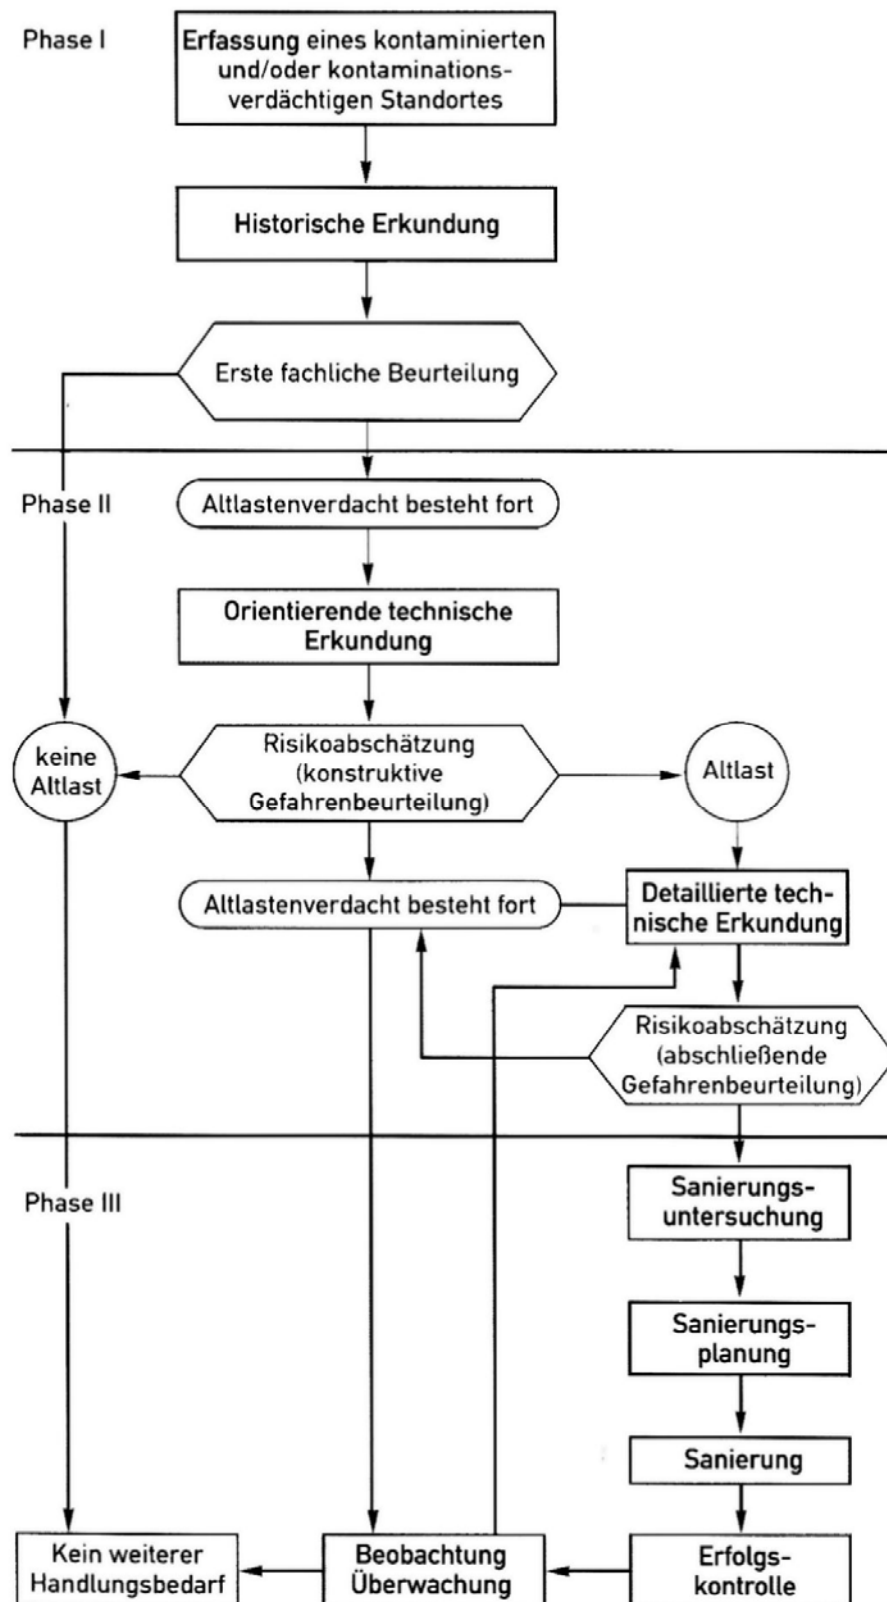 Phase I
Erfassung eines kontaminierten
und/oder kontaminations-
verdächtigen Standortes
Historische Erkundung
Erste fachliche Beurteilung
Phase II
Altlastenverdacht besteht fort
Orientierende technische
Erkundung
keine
Altlast
Risikoabschätzung
(konstruktive
Gefahrenbeurteilung)
Altlast
Altlastenverdacht besteht fort
Detaillierte tech-
nische Erkundung
Risikoabschätzung
(abschließende
Gefahrenbeurteilung)
Phase III
Sanierungs-
untersuchung
Sanierungs-
planung
Sanierung
Kein weiterer
Handlungsbedarf
Beobachtung
Überwachung
Erfolgs-
kontrolle